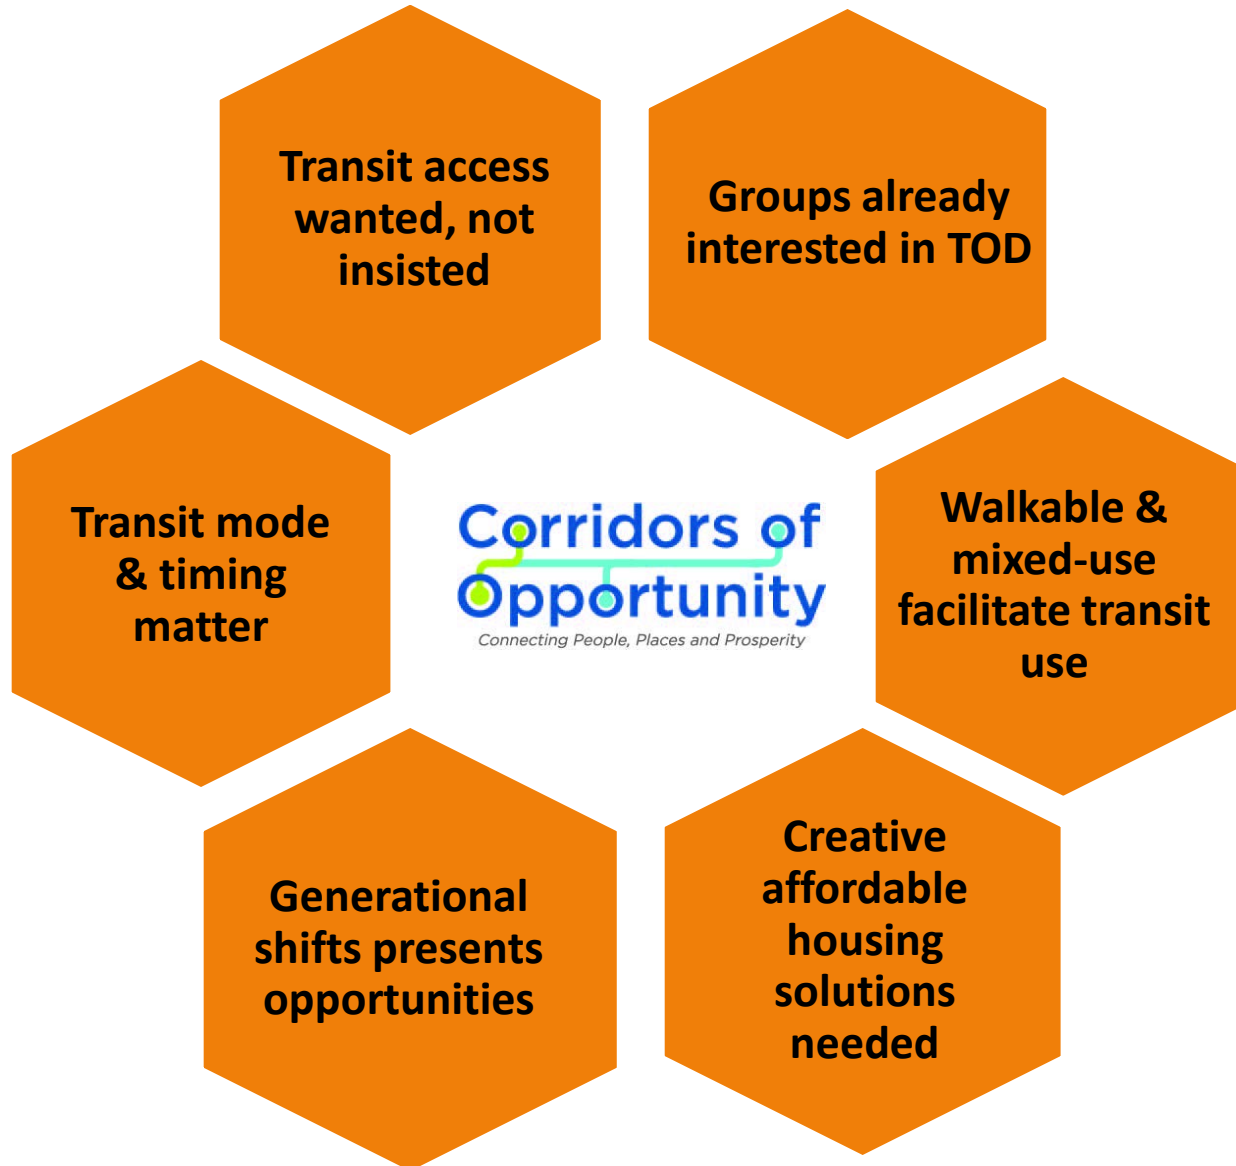 Transit access
wanted, not
insisted
Groups already
interested in TOD
Transit mode
& timing
matter
Corridors of
Opportunity
Connecting People, Places and Prosperity
Walkable &
mixed-use
facilitate transit
use
Generational
shifts presents
opportunities
Creative
affordable
housing
solutions
needed